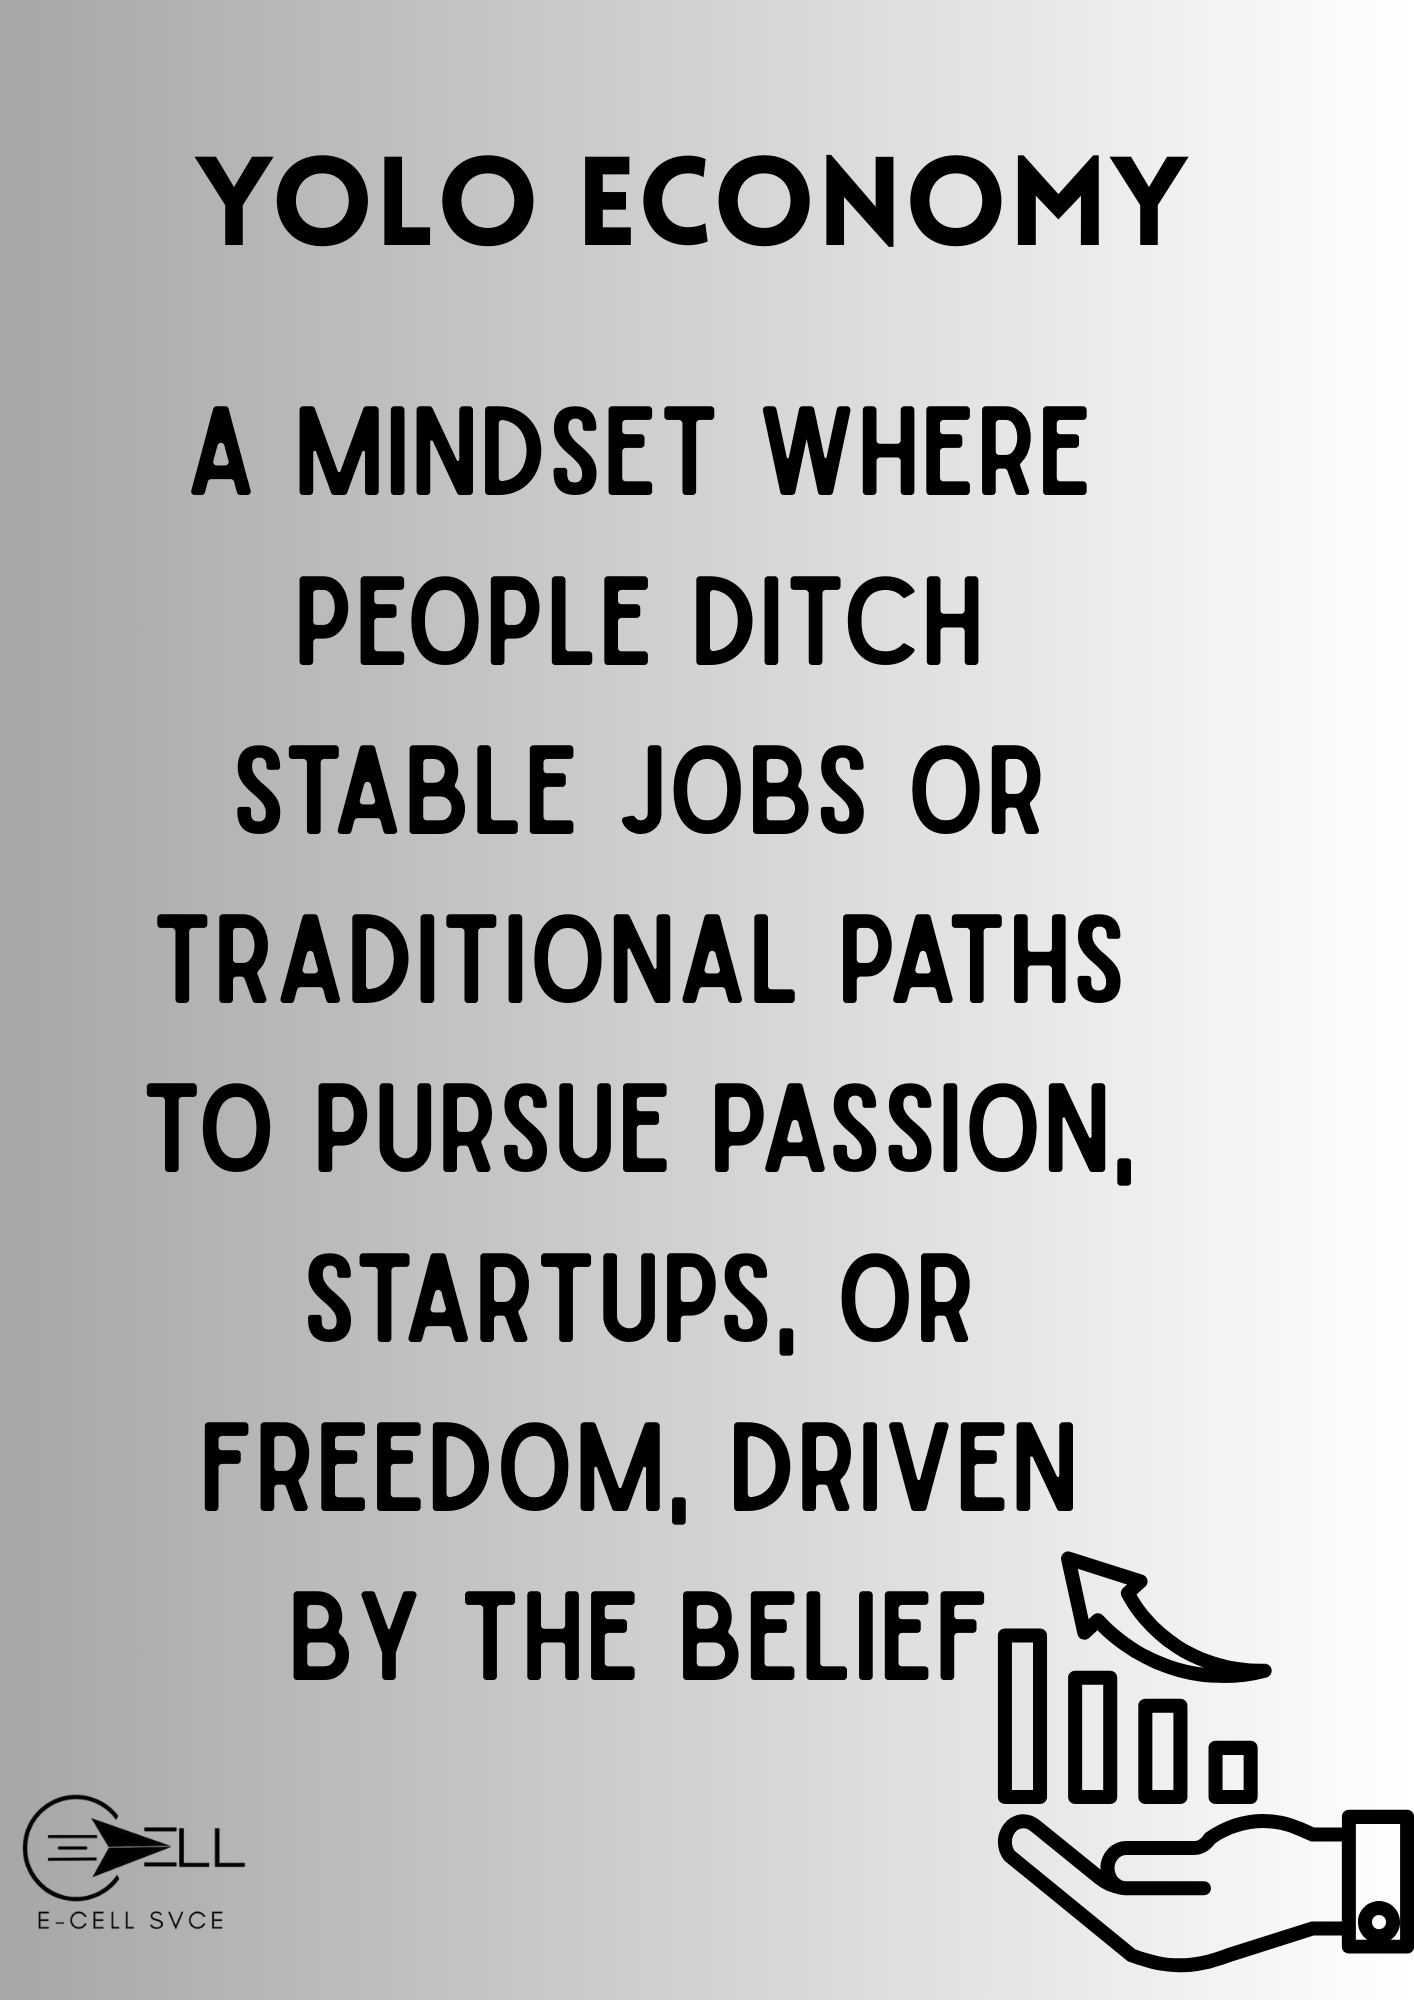 YOLO ECONOMY
A MINDSET WHERE
PEOPLE DITCH
STABLE JOBS OR
TRADITIONAL PATHS
TO PURSUE PASSION,
STARTUPS, OR
FREEDOM, DRIVEN
BY THE BELIEF
E-CELL
E-CELL SVCE